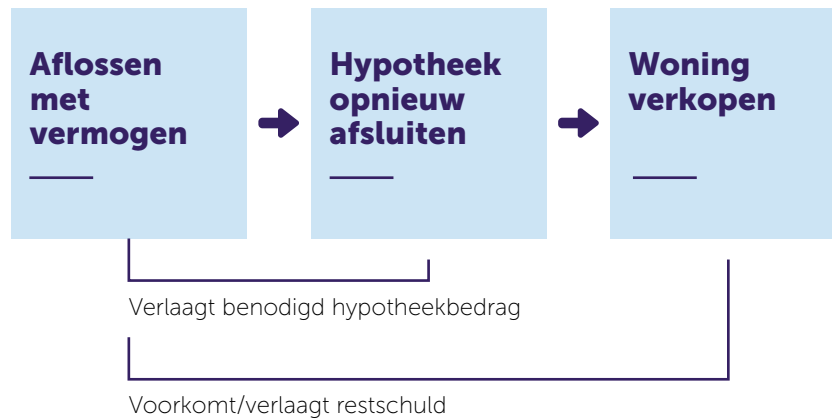 Aflossen
met
vermogen
Hypotheek
opnieuw
afsluiten
Woning
verkopen
Verlaagt benodigd hypotheekbedrag
Voorkomt/verlaagt restschuld